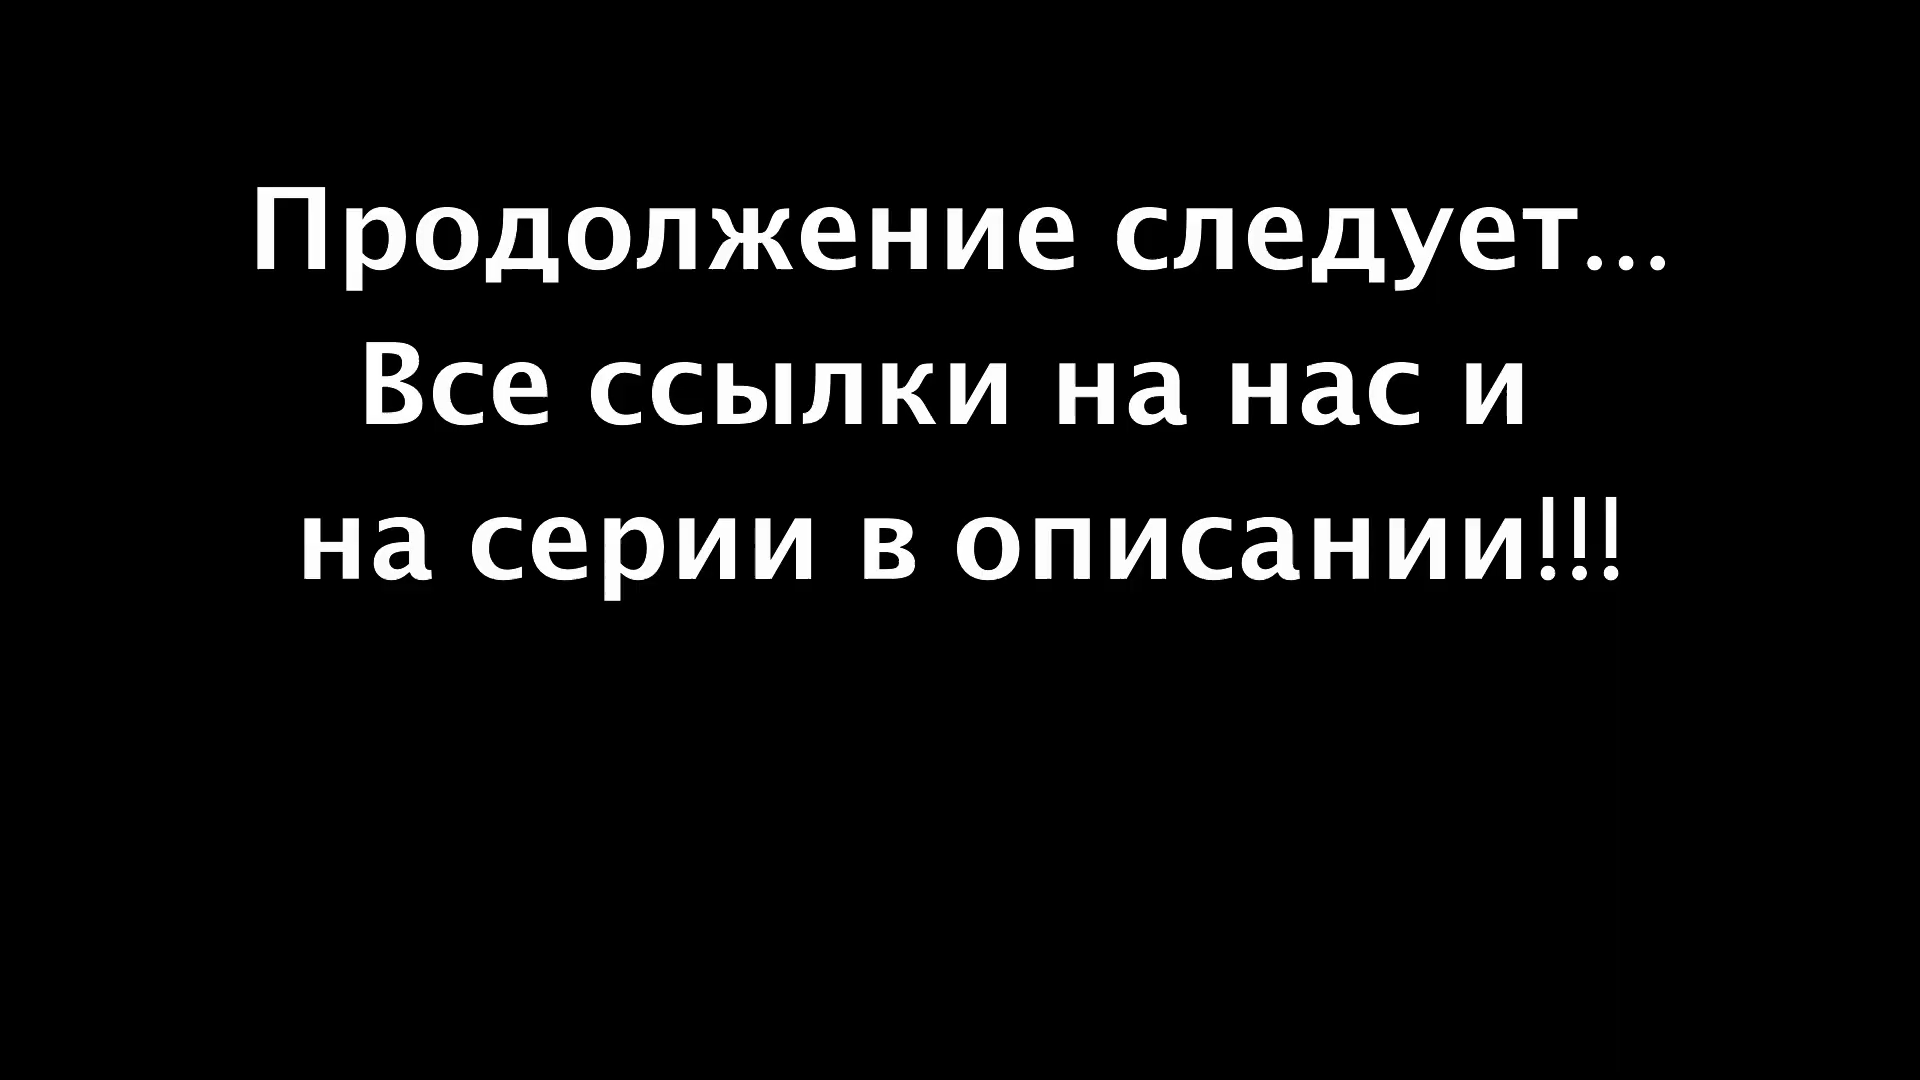 Продолжение следует...
Все ссылки на нас и
на серии в описании!!!